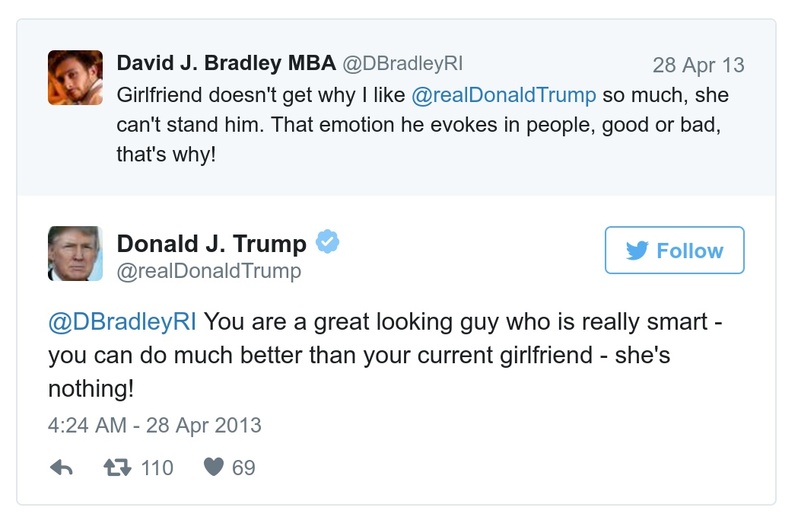 David J. Bradley MBA @DBradleyRI 28 Apr 13
Girlfriend doesn't get why I like @realDonaldTrump so much, she
can't stand him. That emotion he evokes in people, good or bad,
that's why!
Donald J. Trump
@realDonaldTrump
Follow
@DBradleyRI You are a great looking guy who is really smart -
you can do much better than your current girlfriend - she's
nothing!
4:24 AM - 28 Apr 2013
110 69